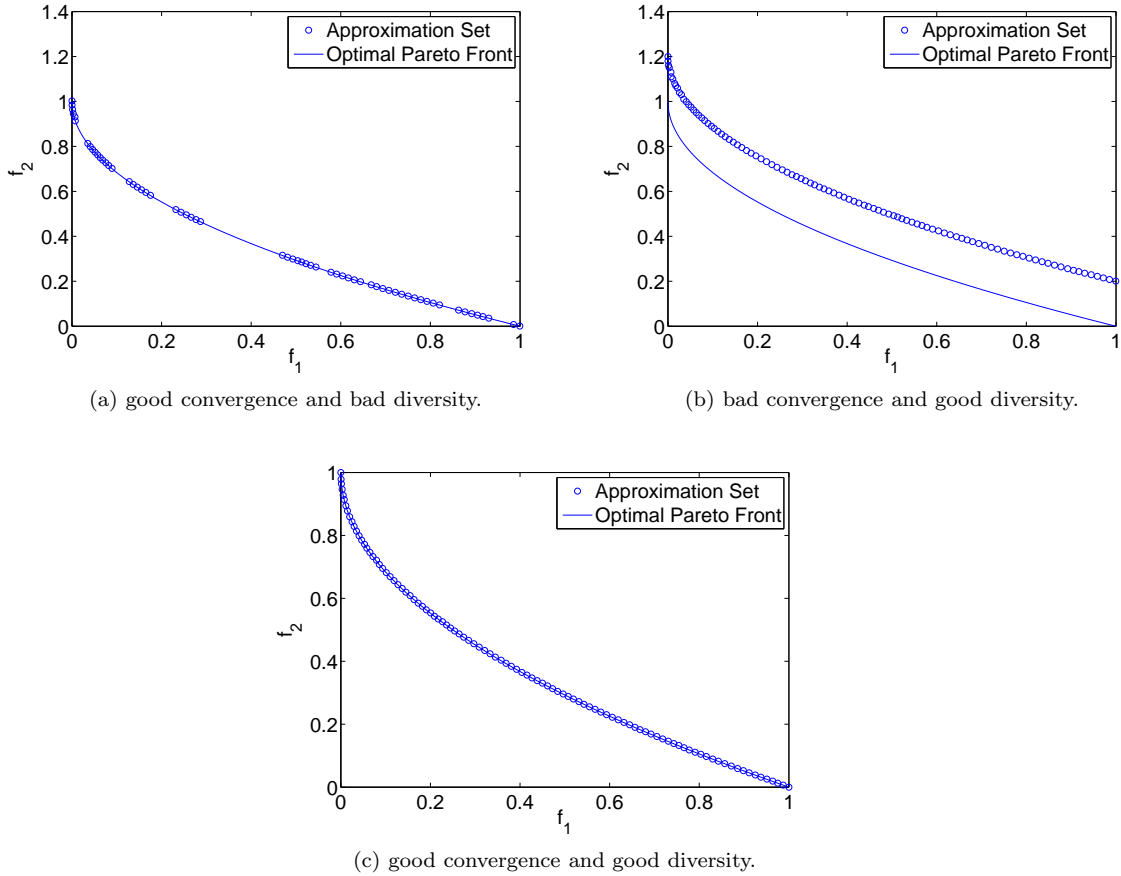 1.4
1.2
1
0.8
0.6
0.4
0.2
0
0 0.2 0.4 0.6 0.8 1
f2
f1
Approximation Set
Optimal Pareto Front
(a) good convergence and bad diversity.
1.4
1.2
1
0.8
0.6
0.4
0.2
0
0 0.2 0.4 0.6 0.8 1
f2
f1
Approximation Set
Optimal Pareto Front
(b) bad convergence and good diversity.
1
0.8
0.6
0.4
0.2
0
0 0.2 0.4 0.6 0.8 1
f2
f1
Approximation Set
Optimal Pareto Front
(c) good convergence and good diversity.